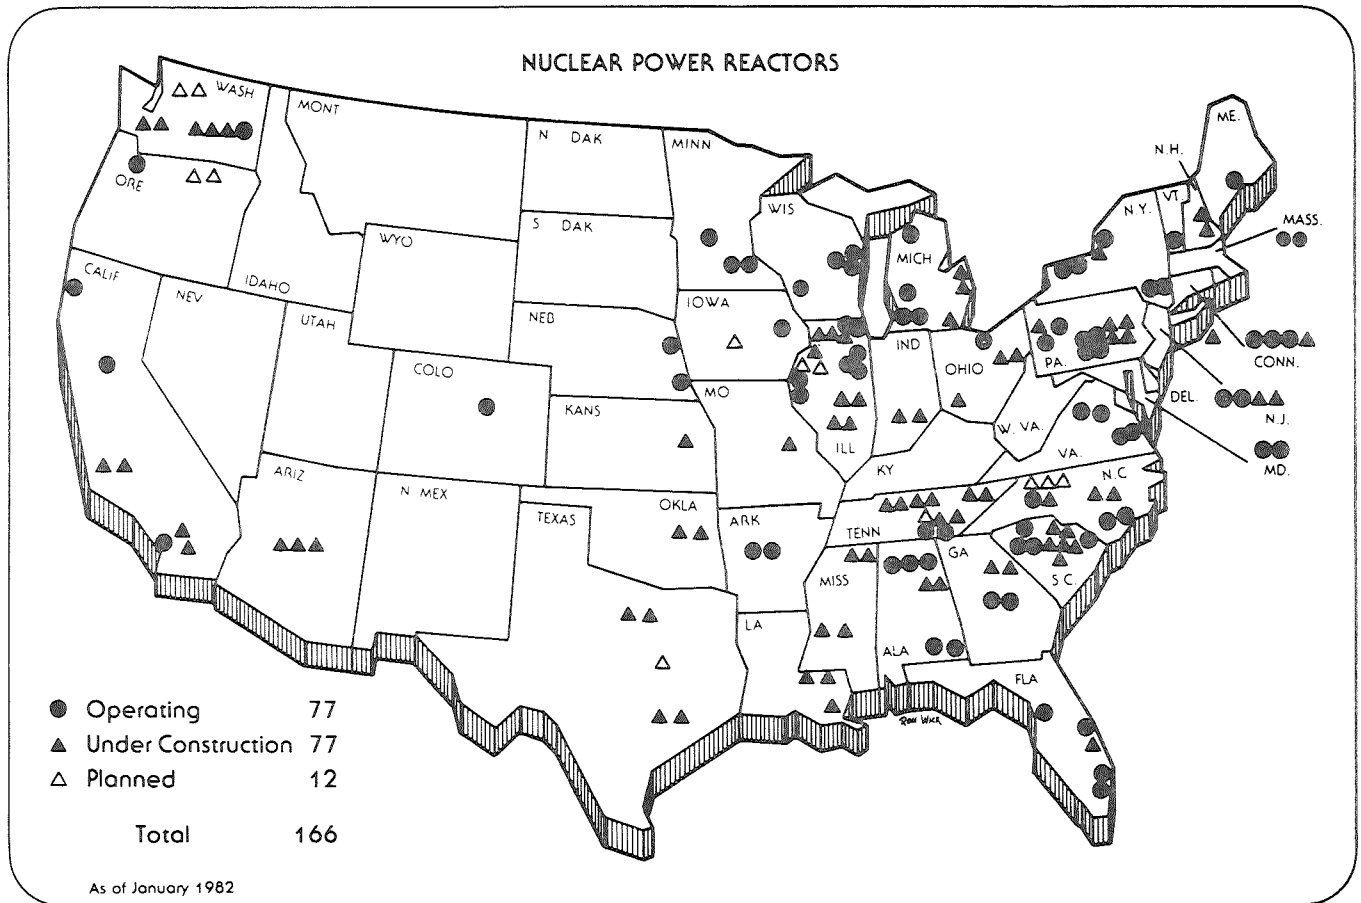 NUCLEAR POWER REACTORS
WASH
MONT
N DAK
MINN
ME.
N.H.
ORE
VT.
N.Y.
WIS
S DAK
MASS.
WYO
MICH
CALIF
IDAHO
NEV
IOWA
UTAH
NEB
IND
OHIO
PA.
CONN.
COLO
MO
DEL.
KANS
N.J.
W. VA.
ILL
VA.
KY
MD.
ARIZ
N.C
N MEX
OKLA
TEXAS
ARK
TENN
GA
MISS
S C.
LA
ALA
FLA
Ron Wick
Operating 77
Under Construction 77
Planned 12
Total 166
As of January 1982